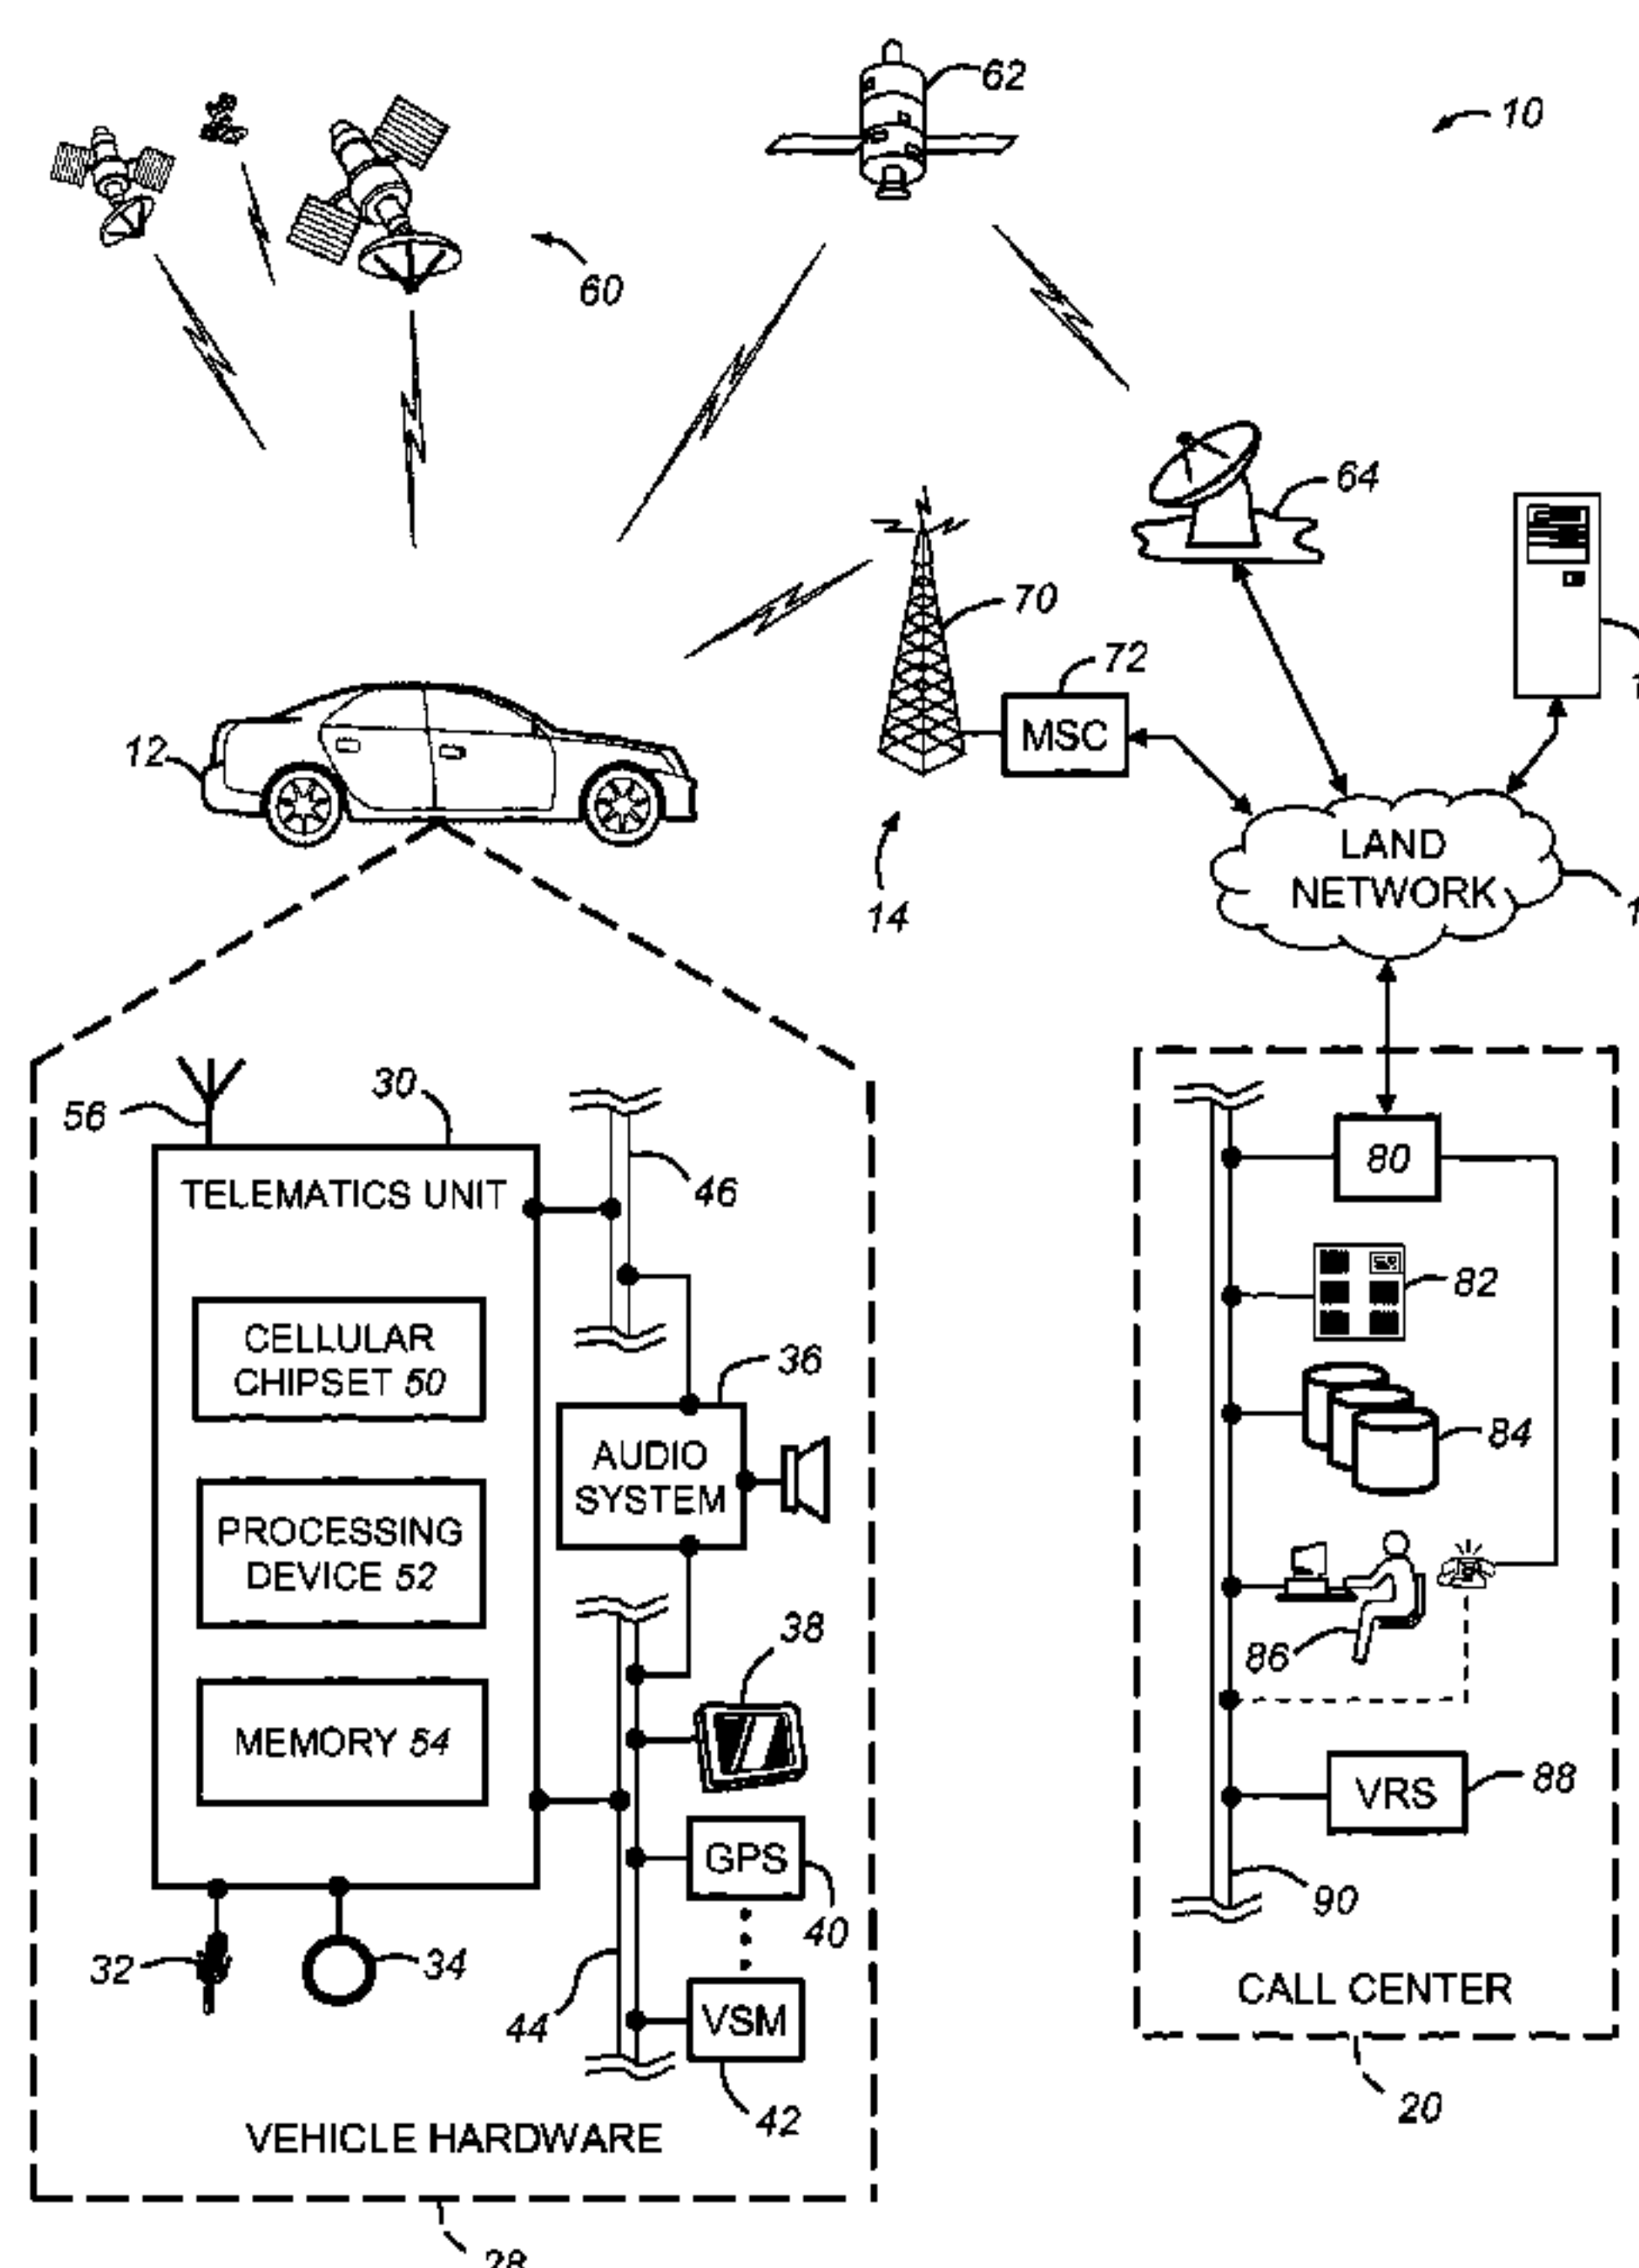 62
10
60
64
70
72
MSC
12
LAND
NETWORK
14
30
56
TELEMATICS UNIT
46
80
82
CELLULAR
CHIPSET 50
36
AUDIO
SYSTEM
84
PROCESSING
DEVICE 52
38
86
MEMORY 54
VRS
88
GPS
40
90
32
34
44
VSM
CALL CENTER
42
20
VEHICLE HARDWARE
28